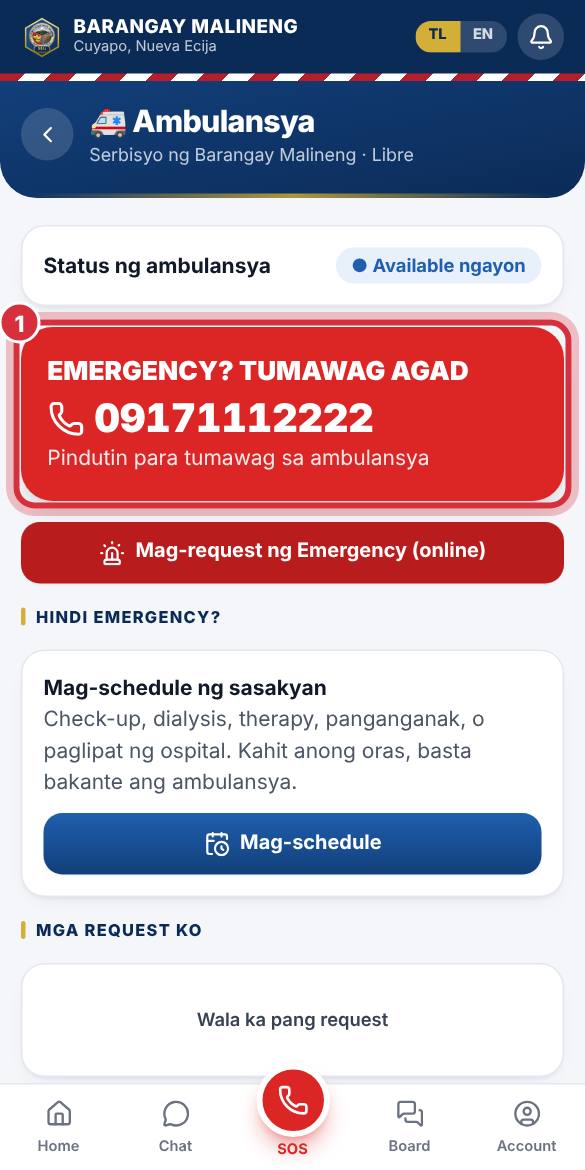 BARANGAY MALINENG
Cuyapo, Nueva Ecija
TL EN
Ambulansya
Serbisyo ng Barangay Malineng · Libre
Status ng ambulansya
Available ngayon
1
EMERGENCY? TUMAWAG AGAD
09171112222
Pindutin para tumawag sa ambulansya
Mag-request ng Emergency (online)
HINDI EMERGENCY?
Mag-schedule ng sasakyan
Check-up, dialysis, therapy, panganganak, o
paglipat ng ospital. Kahit anong oras, basta
bakante ang ambulansya.
Mag-schedule
MGA REQUEST KO
Wala ka pang request
Home
Chat
SOS
Board
Account